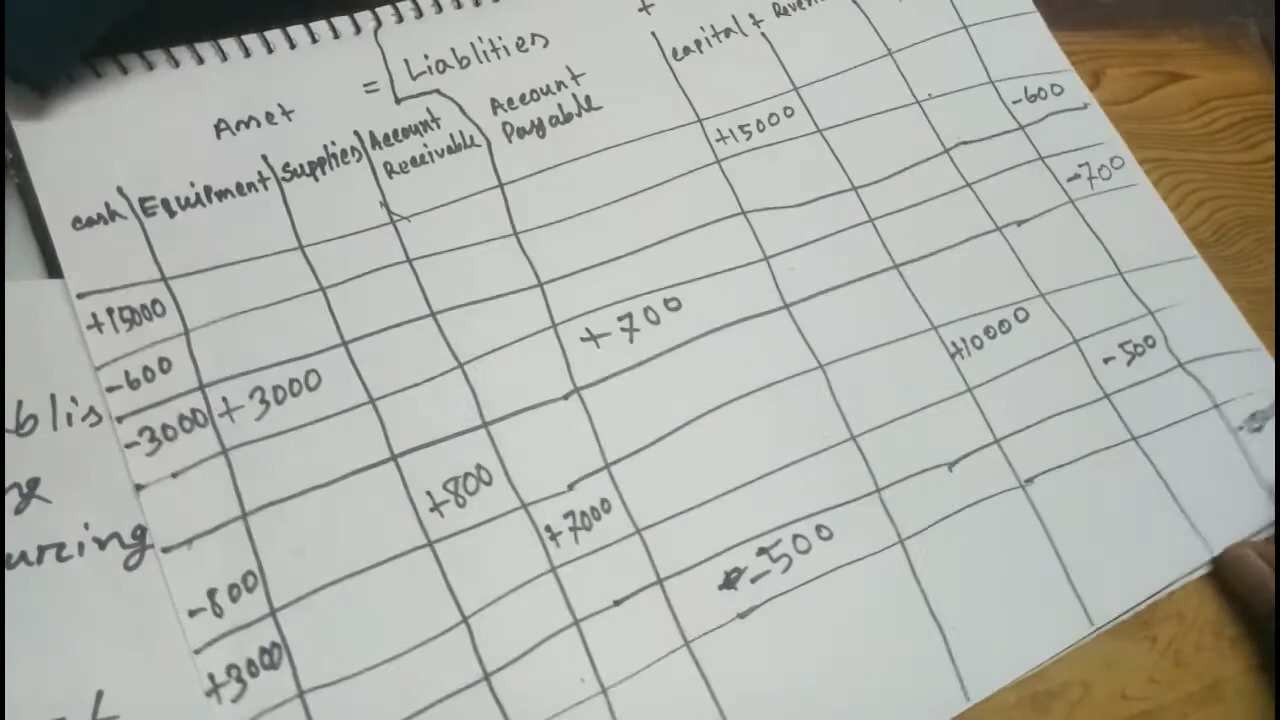 Asset = Liablities +
cash Equipment Supplies Account Receivable Account Payable capital + Reven
+15000 +15000
-600 -600
-3000 +3000
+700 -700
-800 +800
+3000 +7000 +10000
-500 -500
blis
urcing